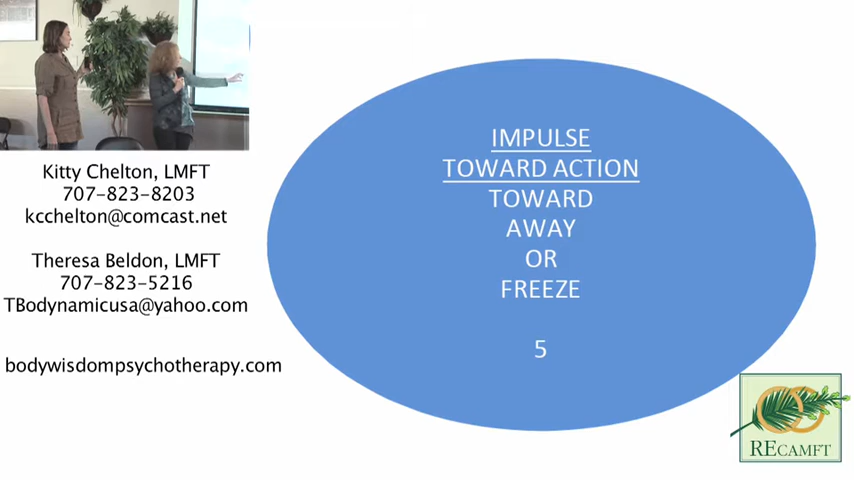 Kitty Chelton, LMFT
707-823-8203
kcchelton@comcast.net
Theresa Beldon, LMFT
707-823-5216
TBodynamicusa@yahoo.com
bodywisdompsychotherapy.com
IMPULSE
TOWARD ACTION
TOWARD
AWAY
OR
FREEZE
5
RECAMFT